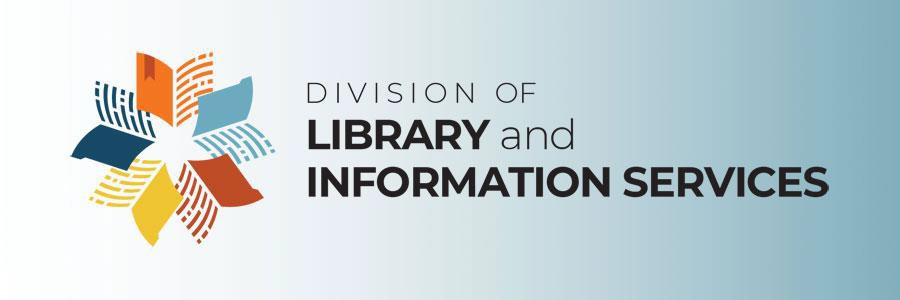 DIVISION OF
LIBRARY and
INFORMATION SERVICES